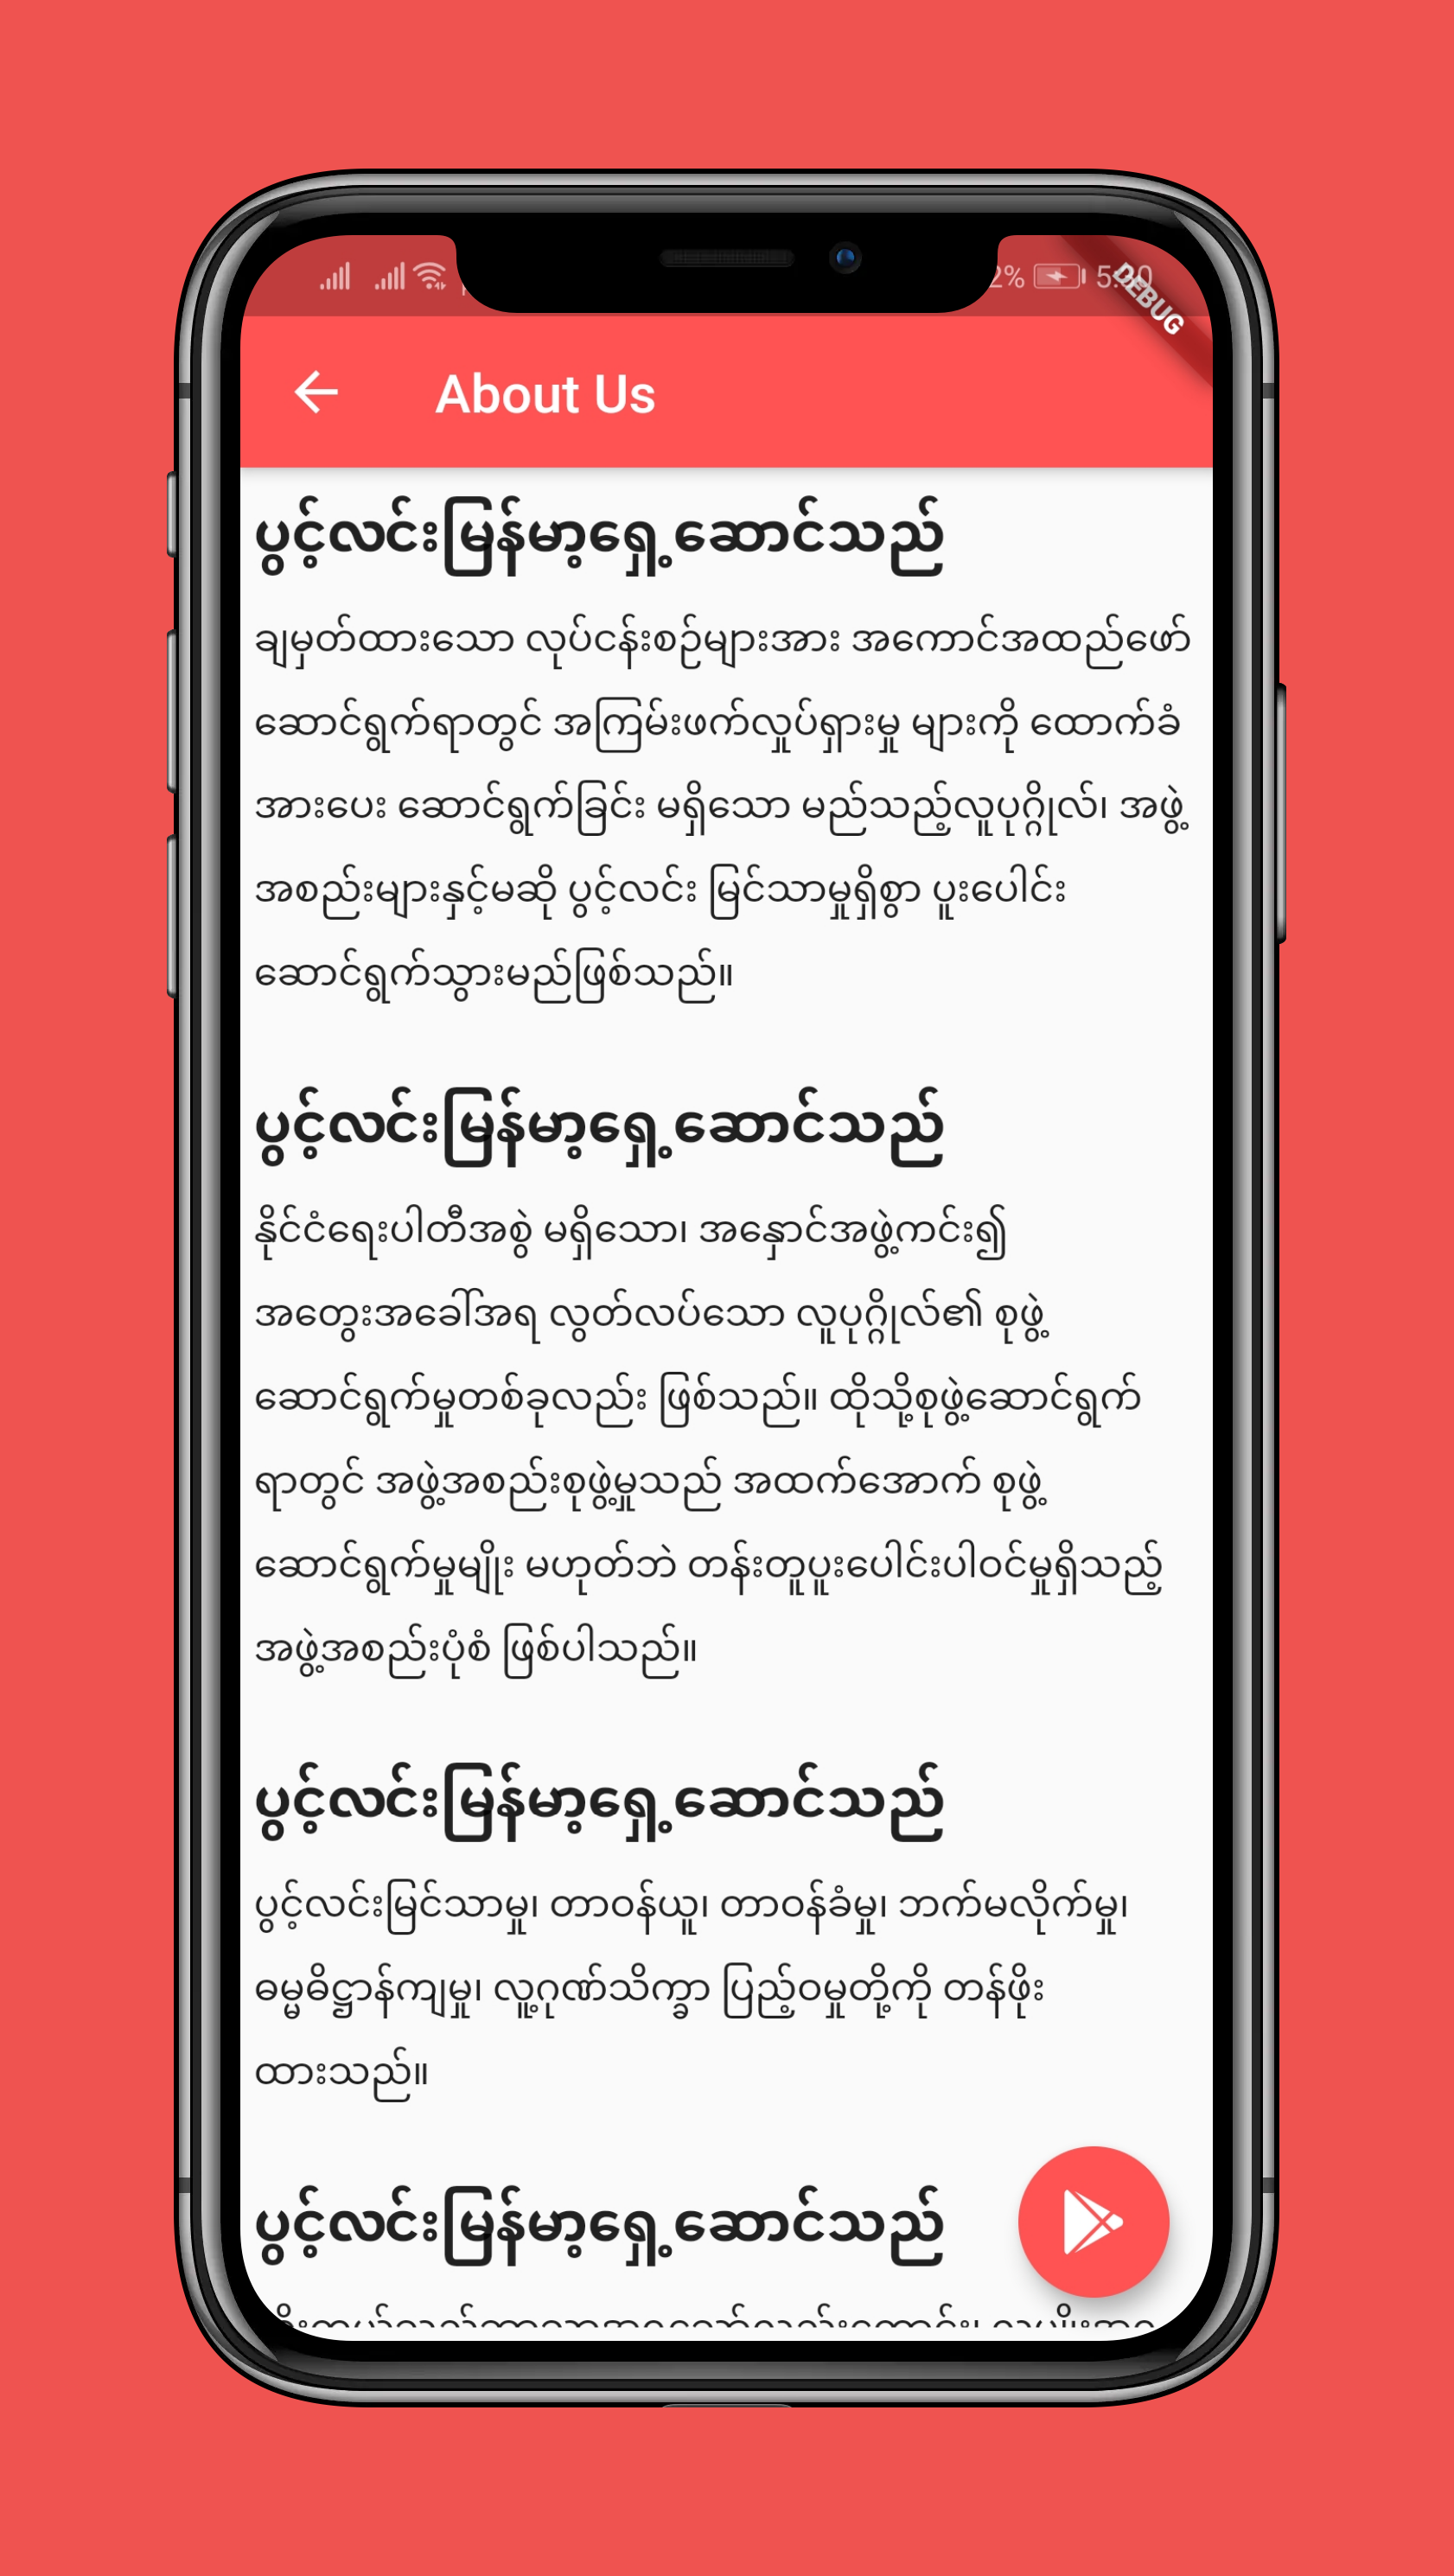 2%
DEBUG
About Us
ပွင့်လင်းမြန်မာ့ရှေ့ဆောင်သည်
ချမှတ်ထားသော လုပ်ငန်းစဉ်များအား အကောင်အထည်ဖော်
ဆောင်ရွက်ရာတွင် အကြမ်းဖက်လှုပ်ရှားမှု များကို ထောက်ခံ
အားပေး ဆောင်ရွက်ခြင်း မရှိသော မည်သည့်လူပုဂ္ဂိုလ်၊ အဖွဲ့
အစည်းများနှင့်မဆို ပွင့်လင်း မြင်သာမှုရှိစွာ ပူးပေါင်း
ဆောင်ရွက်သွားမည်ဖြစ်သည်။
ပွင့်လင်းမြန်မာ့ရှေ့ဆောင်သည်
နိုင်ငံရေးပါတီအစွဲ မရှိသော၊ အနှောင်အဖွဲ့ကင်း၍
အတွေးအခေါ်အရ လွတ်လပ်သော လူပုဂ္ဂိုလ်၏ စုဖွဲ့
ဆောင်ရွက်မှုတစ်ခုလည်း ဖြစ်သည်။ ထိုသို့စုဖွဲ့ဆောင်ရွက်
ရာတွင် အဖွဲ့အစည်းစုဖွဲ့မှုသည် အထက်အောက် စုဖွဲ့
ဆောင်ရွက်မှုမျိုး မဟုတ်ဘဲ တန်းတူပူးပေါင်းပါဝင်မှုရှိသည့်
အဖွဲ့အစည်းပုံစံ ဖြစ်ပါသည်။
ပွင့်လင်းမြန်မာ့ရှေ့ဆောင်သည်
ပွင့်လင်းမြင်သာမှု၊ တာဝန်ယူ၊ တာဝန်ခံမှု၊ ဘက်မလိုက်မှု၊
ဓမ္မဓိဋ္ဌာန်ကျမှု၊ လူ့ဂုဏ်သိက္ခာ ပြည့်ဝမှုတို့ကို တန်ဖိုး
ထားသည်။
ပွင့်လင်းမြန်မာ့ရှေ့ဆောင်သည်